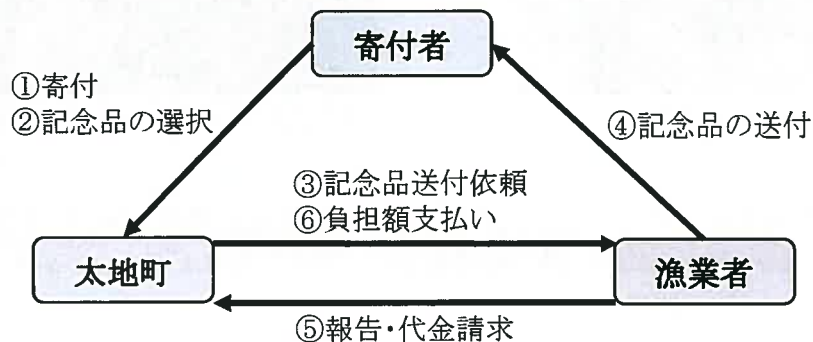 寄付者
①寄付
②記念品の選択
④記念品の送付
③記念品送付依頼
⑥負担額支払い
太地町
漁業者
⑤報告・代金請求